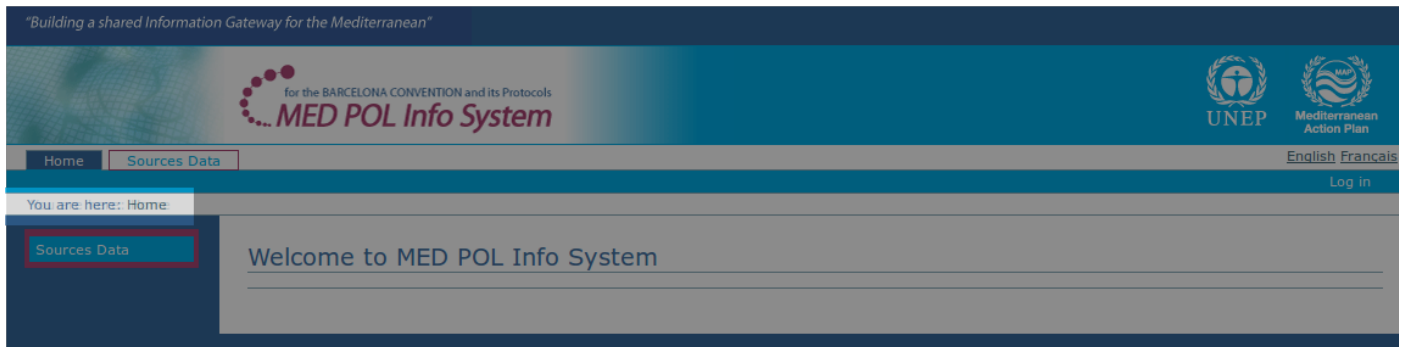 "Building a shared Information Gateway for the Mediterranean"
for the BARCELONA CONVENTION and its Protocols
MED POL Info System
UNEP
MAP
Mediterranean
Action Plan
Home Sources Data
English Français
Log in
You are here: Home
Sources Data
Welcome to MED POL Info System